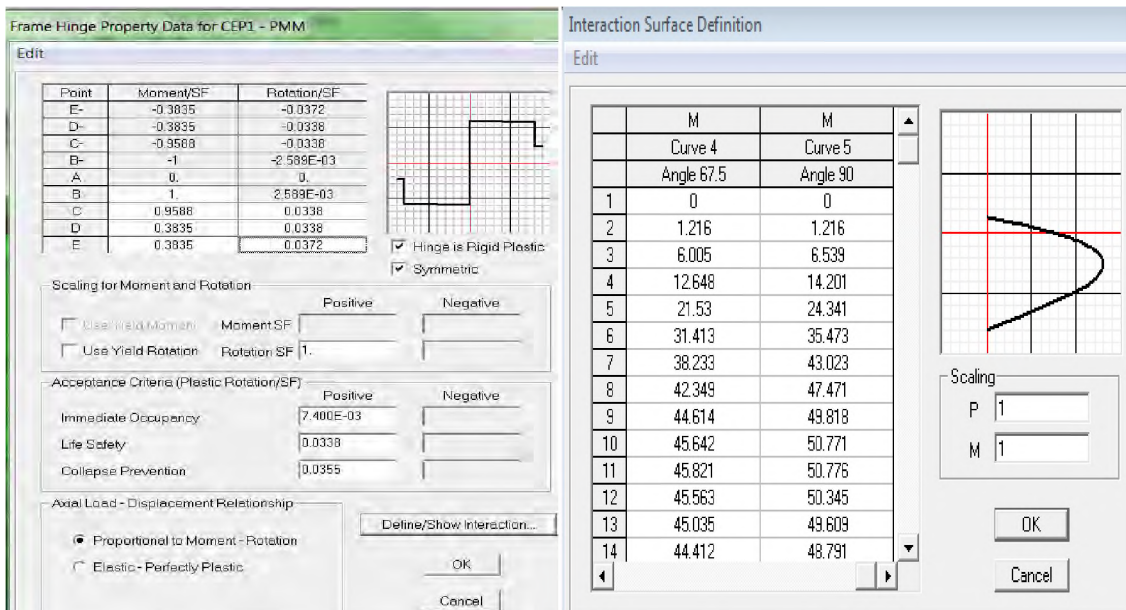 Frame Hinge Property Data for CEP1 - PMM
Edit
Point Moment/SF Rotation/SF
E- -0.3835 -0.0372
D- -0.3835 -0.0338
C- -0.9588 -0.0338
B- -1 -2.589E-03
A 0. 0.
B 1. 2.589E-03
C 0.9588 0.0338
D 0.3835 0.0338
E 0.3835 0.0372
Hinge is Rigid Plastic
Symmetric
Scaling for Moment and Rotation
Positive Negative
Use Yield Moment Moment SF
Use Yield Rotation Rotation SF 1.
Acceptance Criteria (Plastic Rotation/SF)
Positive Negative
Immediate Occupancy 7.400E-03
Life Safety 0.0338
Collapse Prevention 0.0355
Axial Load - Displacement Relationship
Proportional to Moment - Rotation
Elastic - Perfectly Plastic
Define/Show Interaction...
OK
Cancel
Interaction Surface Definition
Edit
M M
Curve 4 Curve 5
Angle 67.5 Angle 90
1 0 0
2 1.216 1.216
3 6.005 6.539
4 12.648 14.201
5 21.53 24.341
6 31.413 35.473
7 38.233 43.023
8 42.349 47.471
9 44.614 49.818
10 45.642 50.771
11 45.821 50.776
12 45.563 50.345
13 45.035 49.609
14 44.412 48.791
Scaling
P 1
M 1
OK
Cancel